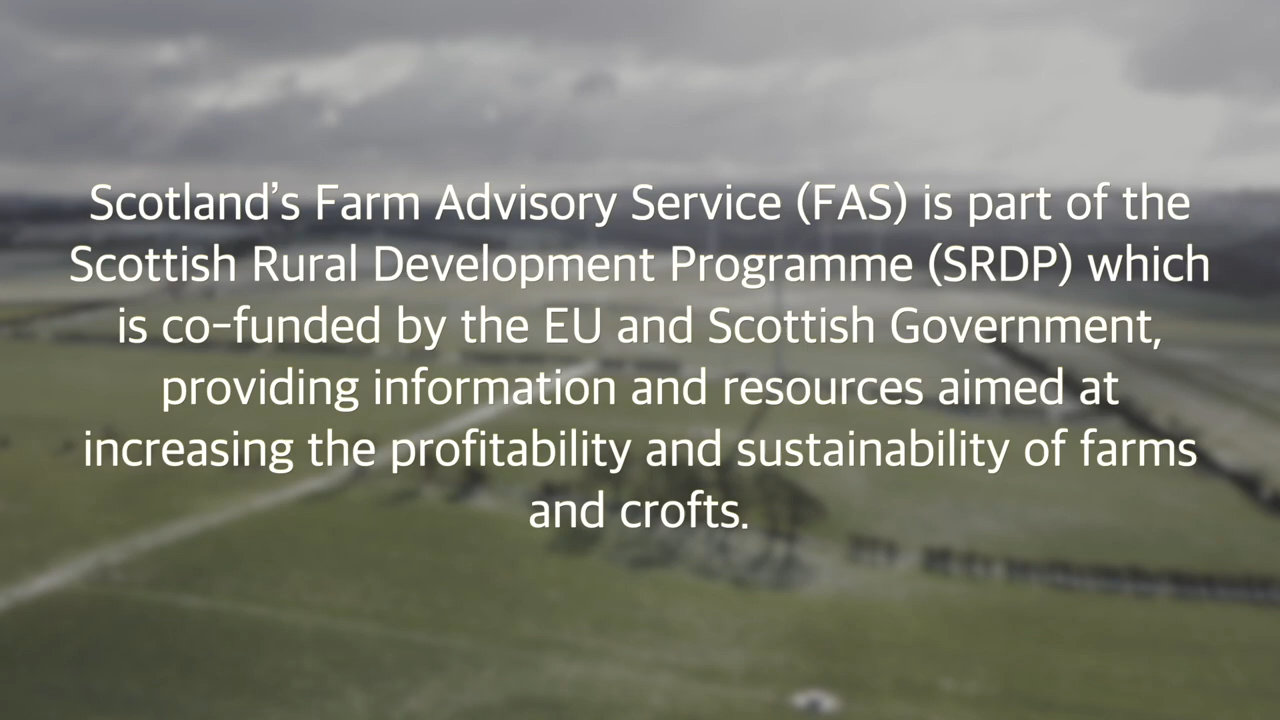 Scotland’s Farm Advisory Service (FAS) is part of the
Scottish Rural Development Programme (SRDP) which
is co-funded by the EU and Scottish Government,
providing information and resources aimed at
increasing the profitability and sustainability of farms
and crofts.